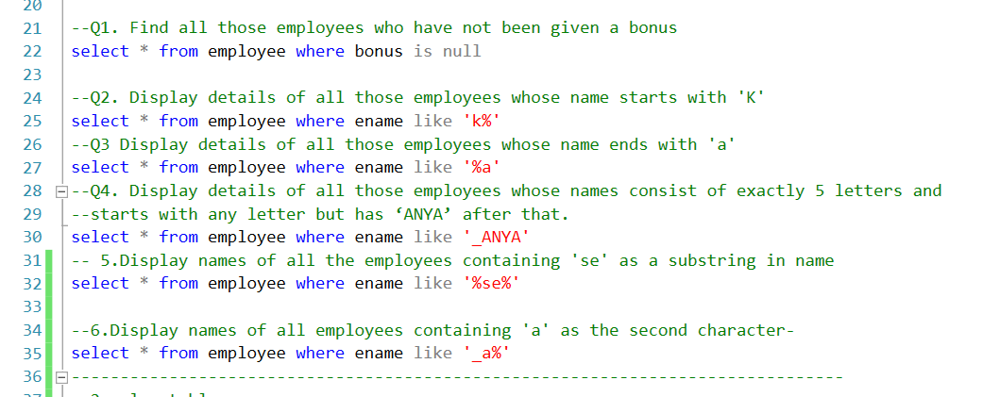 20
21 --Q1. Find all those employees who have not been given a bonus
22 select * from employee where bonus is null
23
24 --Q2. Display details of all those employees whose name starts with 'K'
25 select * from employee where ename like 'k%'
26 --Q3 Display details of all those employees whose name ends with 'a'
27 select * from employee where ename like '%a'
28 --Q4. Display details of all those employees whose names consist of exactly 5 letters and
29 --starts with any letter but has ‘ANYA’ after that.
30 select * from employee where ename like '_ANYA'
31 -- 5.Display names of all the employees containing 'se' as a substring in name
32 select * from employee where ename like '%se%'
33
34 --6.Display names of all employees containing 'a' as the second character-
35 select * from employee where ename like '_a%'
36 -------------------------------------------------------------------------------